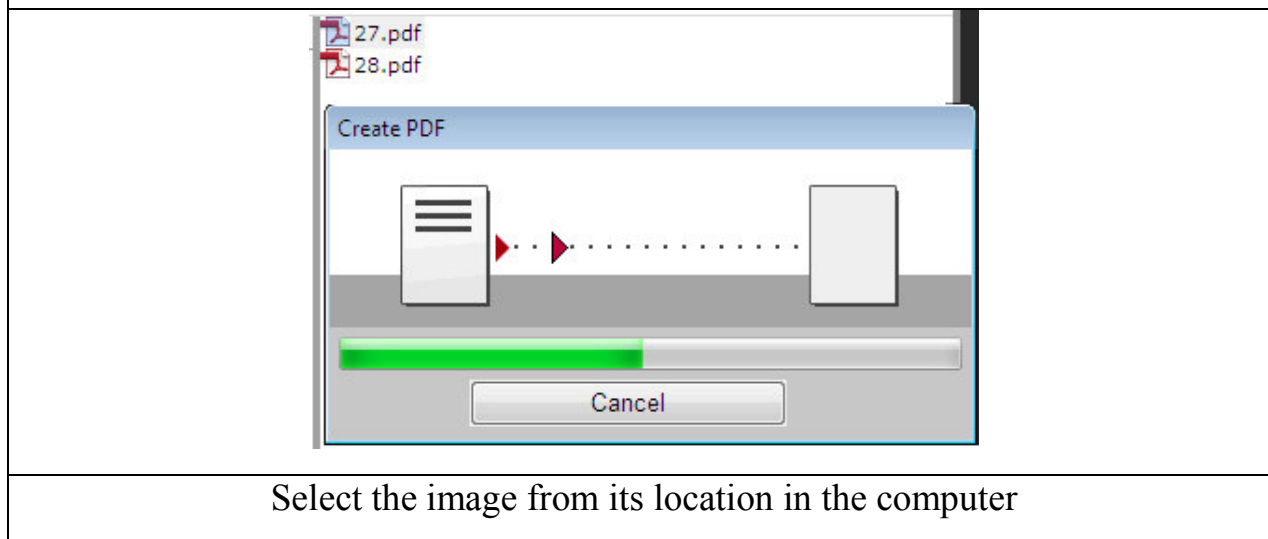 27.pdf
28.pdf
Create PDF
Cancel
Select the image from its location in the computer